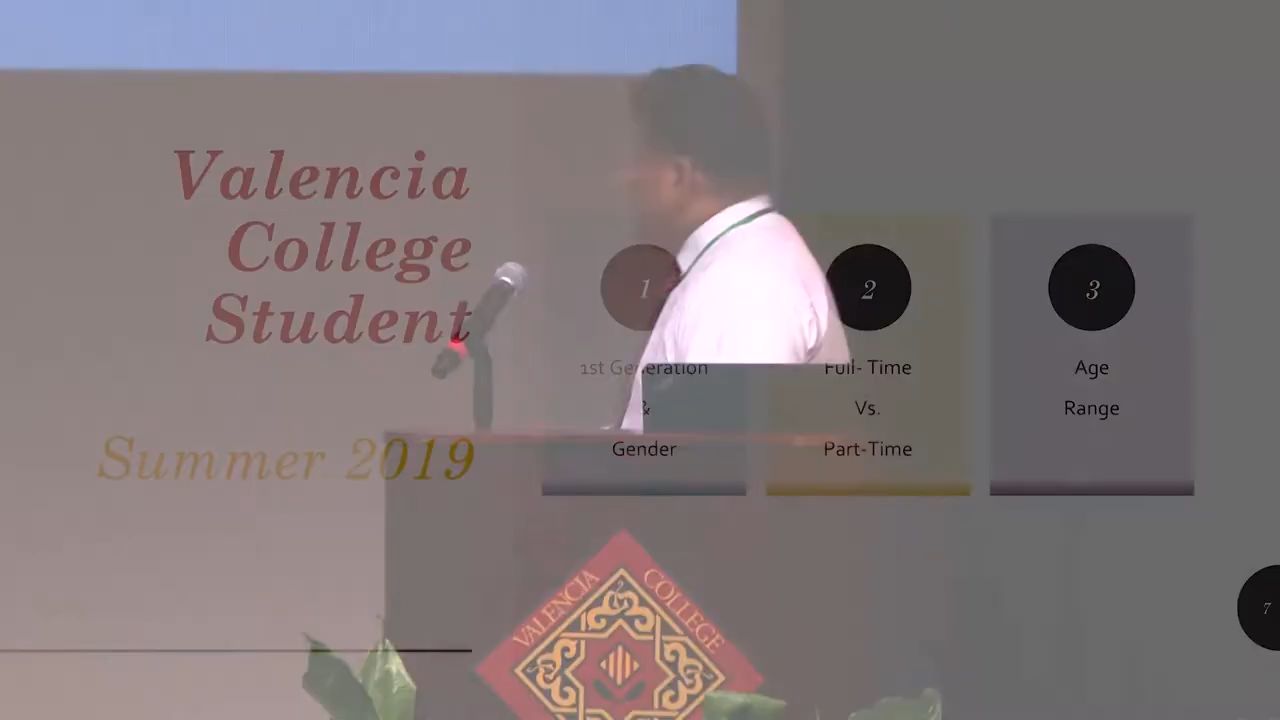 Valencia
College
Student
Summer 2019
1
1st Generation
&
Gender
2
Full- Time
Vs.
Part-Time
3
Age
Range
7
VALENCIA COLLEGE